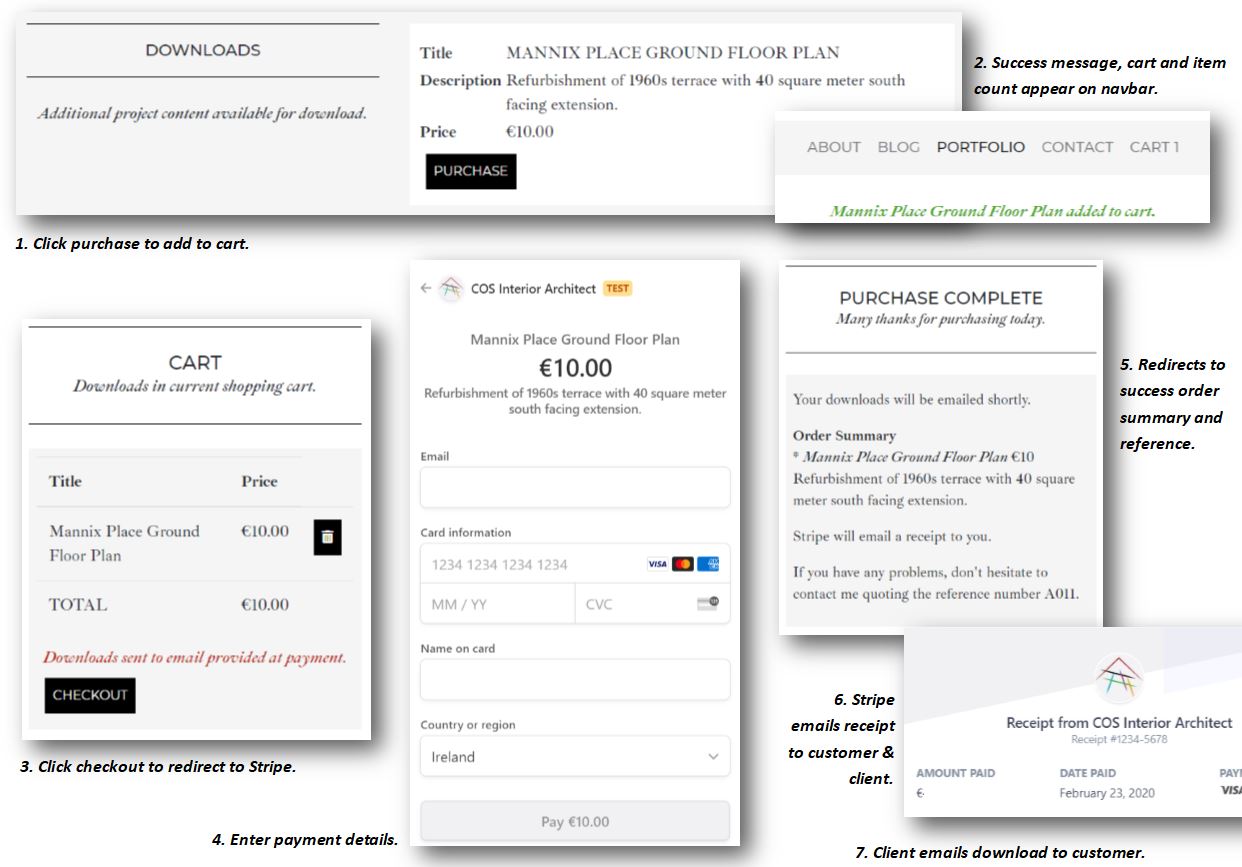 DOWNLOADS
Additional project content available for download.
Title MANNIX PLACE GROUND FLOOR PLAN
Description Refurbishment of 1960s terrace with 40 square meter south
facing extension.
Price €10.00
PURCHASE
1. Click purchase to add to cart.
2. Success message, cart and item
count appear on navbar.
ABOUT BLOG PORTFOLIO CONTACT CART 1
Mannix Place Ground Floor Plan added to cart.
CART
Downloads in current shopping cart.
Title Price
Mannix Place Ground €10.00
Floor Plan
TOTAL €10.00
Downloads sent to email provided at payment.
CHECKOUT
3. Click checkout to redirect to Stripe.
COS Interior Architect TEST
Mannix Place Ground Floor Plan
€10.00
Refurbishment of 1960s terrace with 40 square meter
south facing extension.
Email
Card information
1234 1234 1234 1234 VISA
MM / YY CVC
Name on card
Country or region
Ireland
Pay €10.00
4. Enter payment details.
PURCHASE COMPLETE
Many thanks for purchasing today.
Your downloads will be emailed shortly.
Order Summary
* Mannix Place Ground Floor Plan €10
Refurbishment of 1960s terrace with 40 square
meter south facing extension.
Stripe will email a receipt to you.
If you have any problems, don't hesitate to
contact me quoting the reference number A011.
5. Redirects to
success order
summary and
reference.
6. Stripe
emails receipt
to customer &
client.
Receipt from COS Interior Architect
Receipt #1234-5678
AMOUNT PAID DATE PAID
€ February 23, 2020 VISA
7. Client emails download to customer.